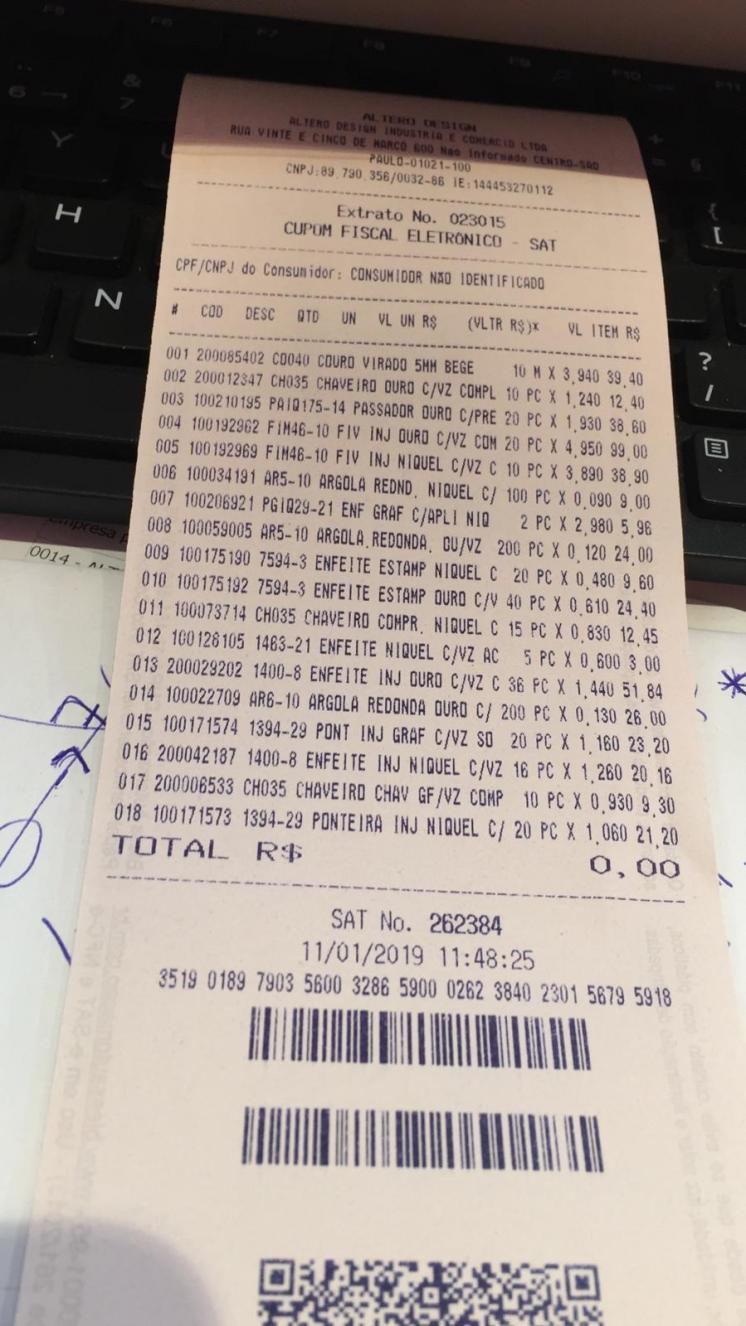 ALTERO DESIGN
ALTERO DESIGN INDUSTRIA E COMERCIO LTDA
RUA VINTE E CINCO DE MARCO 600 Nao Informado CENTRO-SAO
PAULO-01021-100
CNPJ:89.790.356/0032-86 IE:144453270112
Extrato No. 023015
CUPOM FISCAL ELETRÔNICO - SAT
CPF/CNPJ do Consumidor: CONSUMIDOR NÃO IDENTIFICADO
# COD DESC QTD UN VL UN R$ (VLTR R$)* VL ITEM R$
001 200085402 CO040 COURO VIRADO 5MM BEGE 10 M X 3,940 39,40
002 200012347 CH035 CHAVEIRO OURO C/VZ COMPL 10 PC X 1,240 12,40
003 100210195 PAIQ175-14 PASSADOR OURO C/PRE 20 PC X 1,930 38,60
004 100192962 FIM46-10 FIV INJ OURO C/VZ COM 20 PC X 4,950 99,00
005 100192969 FIM46-10 FIV INJ NIQUEL C/VZ C 10 PC X 3,890 38,90
006 100034191 AR5-10 ARGOLA REDND. NIQUEL C/ 100 PC X 0,090 9,00
007 100206921 PGIQ29-21 ENF GRAF C/APLI NIQ 2 PC X 2,980 5,96
008 100059005 AR5-10 ARGOLA.REDONDA. OU/VZ 200 PC X 0,120 24,00
009 100175190 7594-3 ENFEITE ESTAMP NIQUEL C 20 PC X 0,480 9,60
010 100175192 7594-3 ENFEITE ESTAMP OURO C/V 40 PC X 0,610 24,40
011 100073714 CH035 CHAVEIRO COMPR. NIQUEL C 15 PC X 0,830 12,45
012 100128105 1463-21 ENFEITE NIQUEL C/VZ AC 5 PC X 0,600 3,00
013 200029202 1400-8 ENFEITE INJ OURO C/VZ C 36 PC X 1,440 51,84
014 100022709 AR6-10 ARGOLA REDONDA OURO C/ 200 PC X 0,130 26,00
015 100171574 1394-29 PONT INJ GRAF C/VZ SO 20 PC X 1,160 23,20
016 200042187 1400-8 ENFEITE INJ NIQUEL C/VZ 16 PC X 1,260 20,16
017 200006533 CH035 CHAVEIRO CHAV GF/VZ COMP 10 PC X 0,930 9,30
018 100171573 1394-29 PONTEIRA INJ NIQUEL C/ 20 PC X 1,060 21,20
TOTAL R$ 0,00
SAT No. 262384
11/01/2019 11:48:25
3519 0189 7903 5600 3286 5900 0262 3840 2301 5679 5918
F6
F7
F8
F9
F10
F11
6
&
7
Y
H
N
{
[
?
/
0014 -